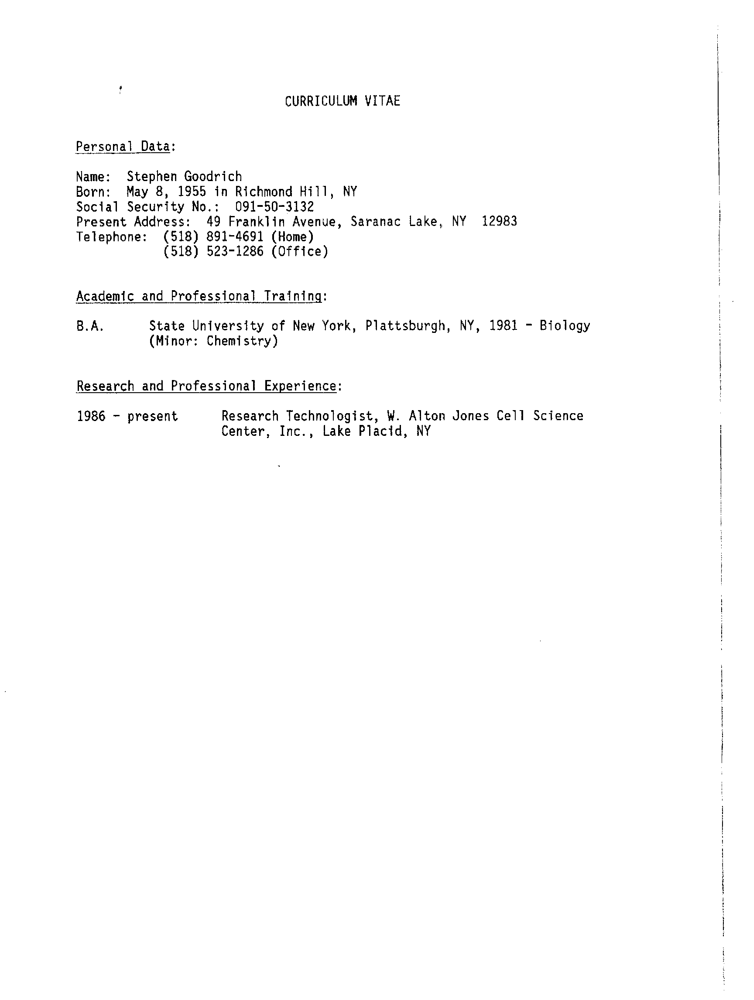 CURRICULUM VITAE
Personal Data:
Name: Stephen Goodrich
Born: May 8, 1955 in Richmond Hill, NY
Social Security No.: 091-50-3132
Present Address: 49 Franklin Avenue, Saranac Lake, NY 12983
Telephone: (518) 891-4691 (Home)
(518) 523-1286 (Office)
Academic and Professional Training:
B.A. State University of New York, Plattsburgh, NY, 1981 - Biology
(Minor: Chemistry)
Research and Professional Experience:
1986 - present Research Technologist, W. Alton Jones Cell Science
Center, Inc., Lake Placid, NY